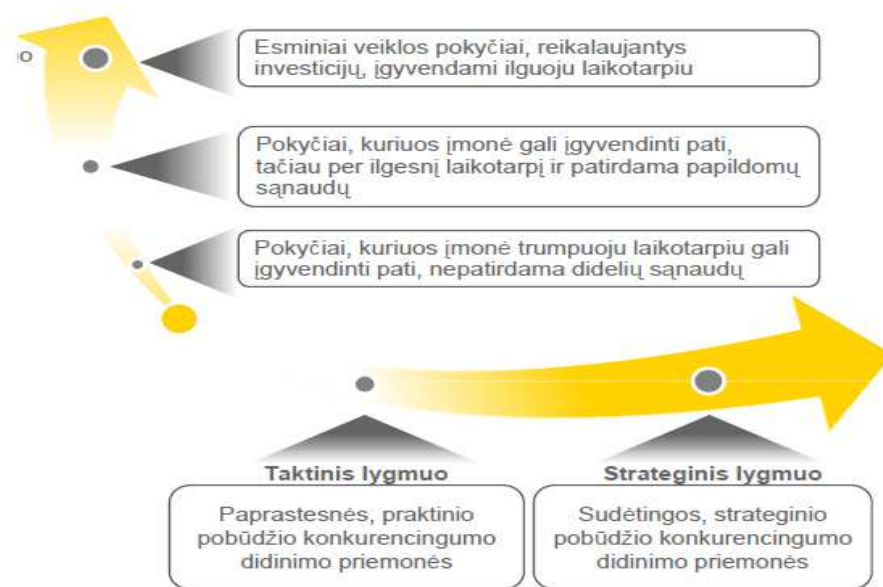 Esminiai veiklos pokyčiai, reikalaujantys
investicijų, įgyvendami ilguoju laikotarpiu
Pokyčiai, kuriuos įmonė gali įgyvendinti pati,
tačiau per ilgesnį laikotarpį ir patirdama papildomų
sąnaudų
Pokyčiai, kuriuos įmonė trumpuoju laikotarpiu gali
įgyvendinti pati, nepatirdama didelių sąnaudų
Taktinis lygmuo
Paprastesnės, praktinio
pobūdžio konkurencingumo
didinimo priemonės
Strateginis lygmuo
Sudėtingos, strateginio
pobūdžio konkurencingumo
didinimo priemonės